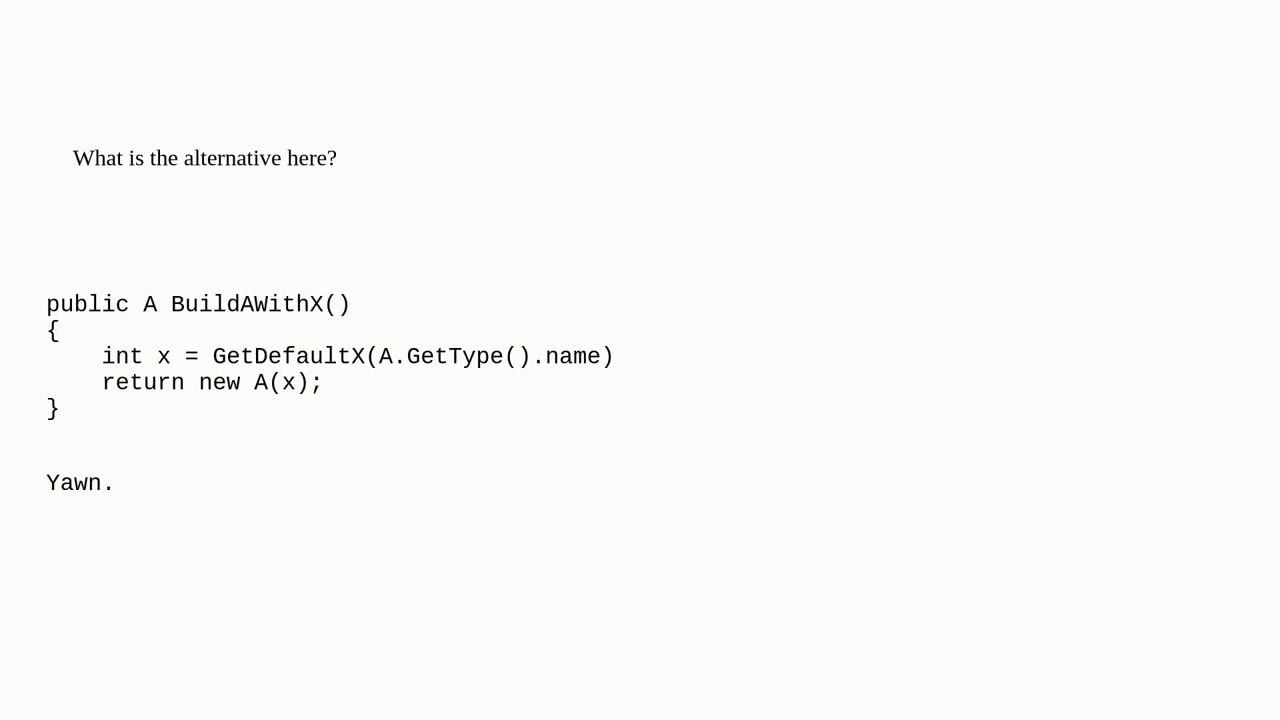 What is the alternative here?
public A BuildAWithX()
{
    int x = GetDefaultX(A.GetType().name)
    return new A(x);
}
Yawn.